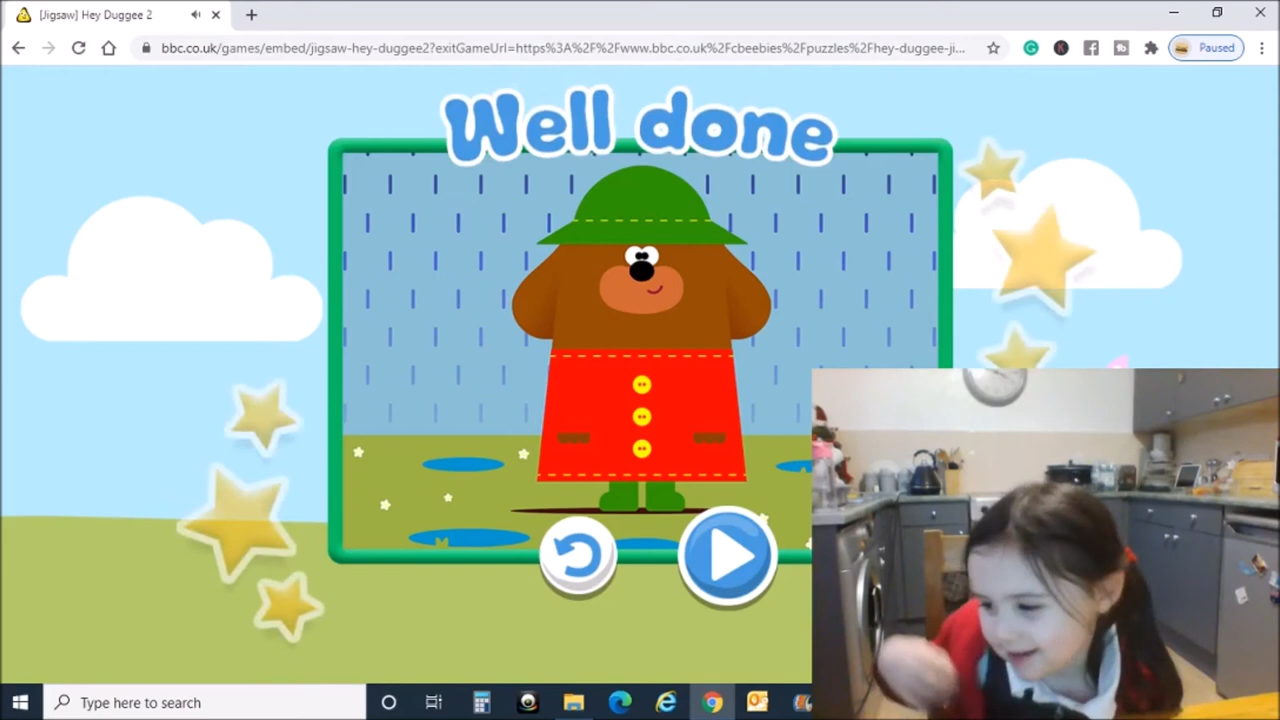 [Jigsaw] Hey Duggee 2
bbc.co.uk/games/embed/jigsaw-hey-duggee2?exitGameUrl=https%3A%2F%2Fwww.bbc.co.uk%2Fcbeebies%2Fpuzzles%2Fhey-duggee-ji...
Paused
Well done
Type here to search